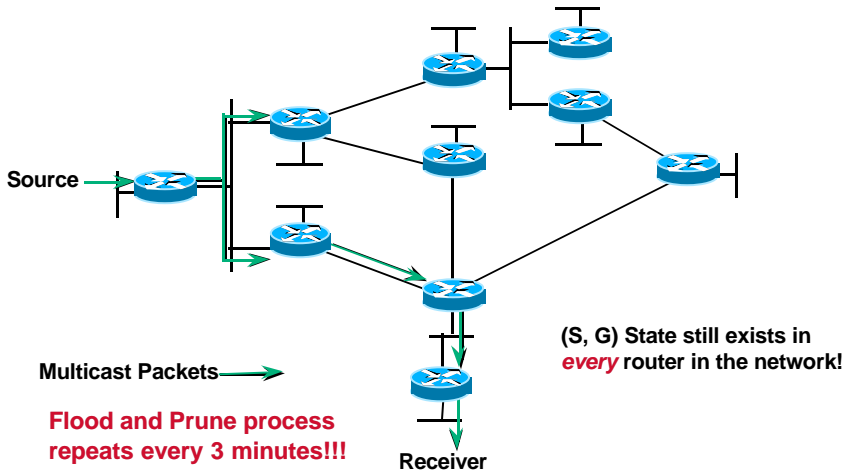 Source
(S, G) State still exists in
every router in the network!
Multicast Packets
Flood and Prune process
repeats every 3 minutes!!!
Receiver